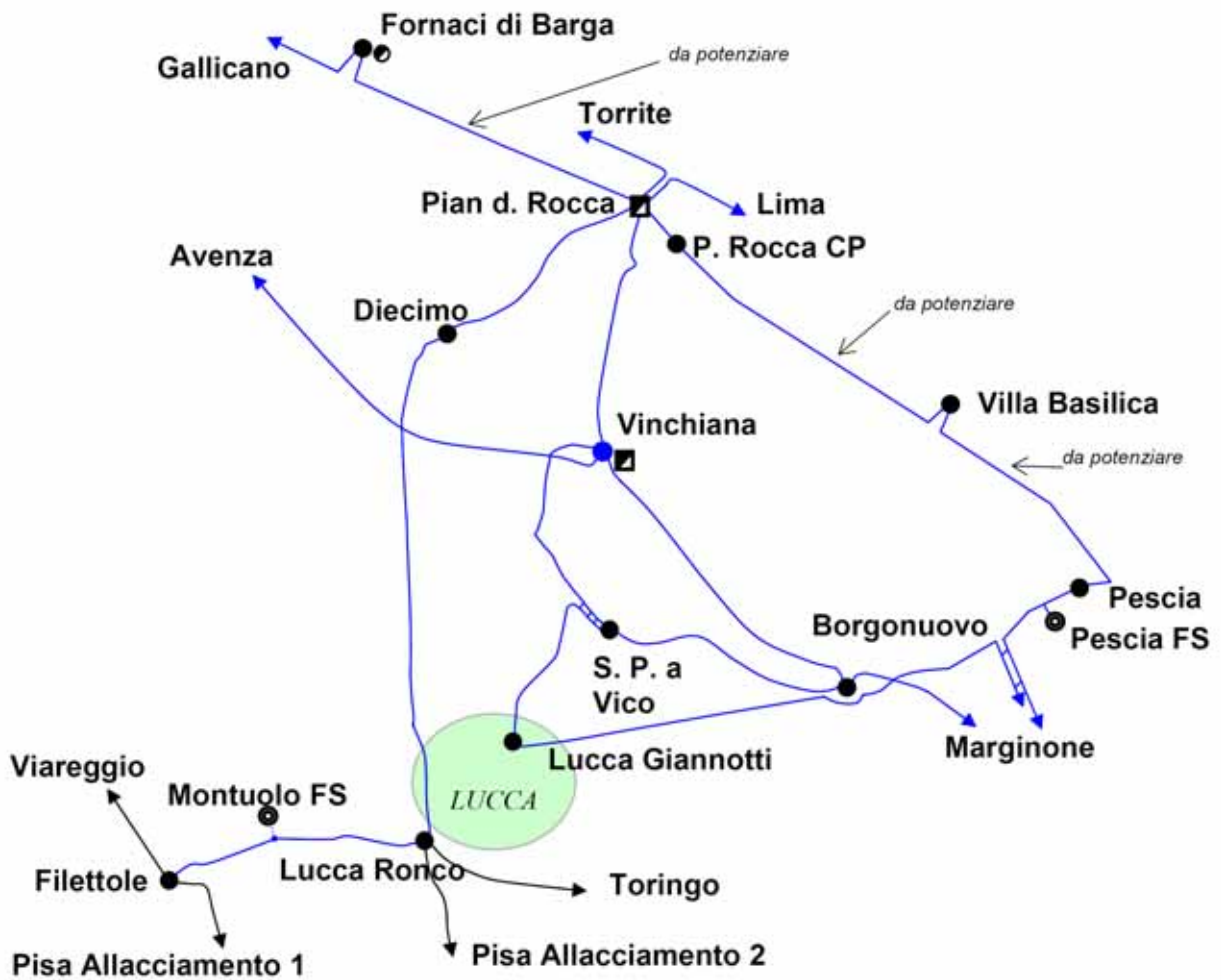 Fornaci di Barga
Gallicano
da potenziare
Torrite
Pian d. Rocca
Lima
P. Rocca CP
Avenza
Diecimo
da potenziare
Villa Basilica
Vinchiana
da potenziare
Pescia
Borgonuovo
Pescia FS
S. P. a
Vico
Marginone
Lucca Giannotti
Viareggio
Montuolo FS
LUCCA
Lucca Ronco
Filettole
Toringo
Pisa Allacciamento 2
Pisa Allacciamento 1